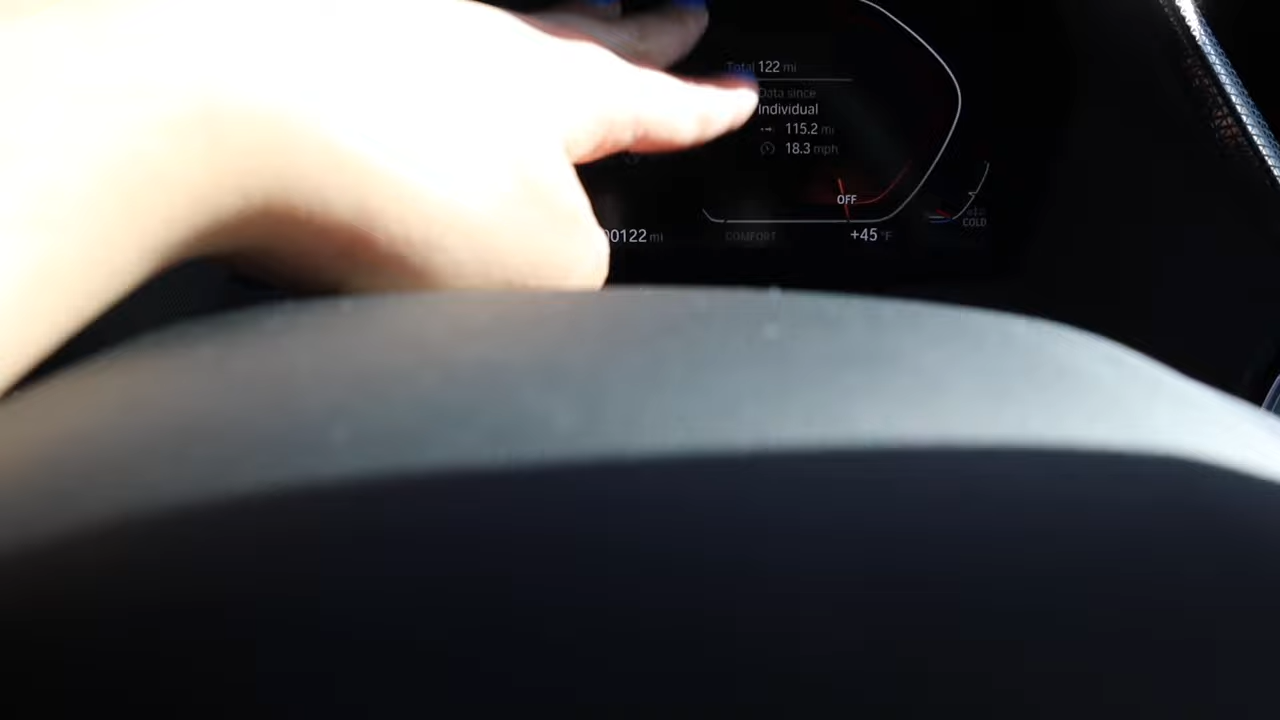 Total 122 mi
Data since
Individual
115.2 mi
18.3 mph
OFF
COLD
00122 mi
COMFORT
+45 °F